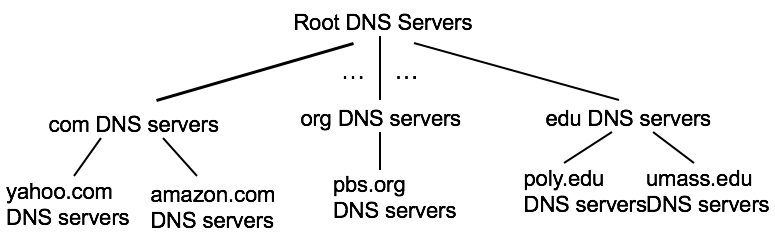 Root DNS Servers
... ...
com DNS servers
org DNS servers
edu DNS servers
yahoo.com
DNS servers
amazon.com
DNS servers
pbs.org
DNS servers
poly.edu
DNS servers
umass.edu
DNS servers